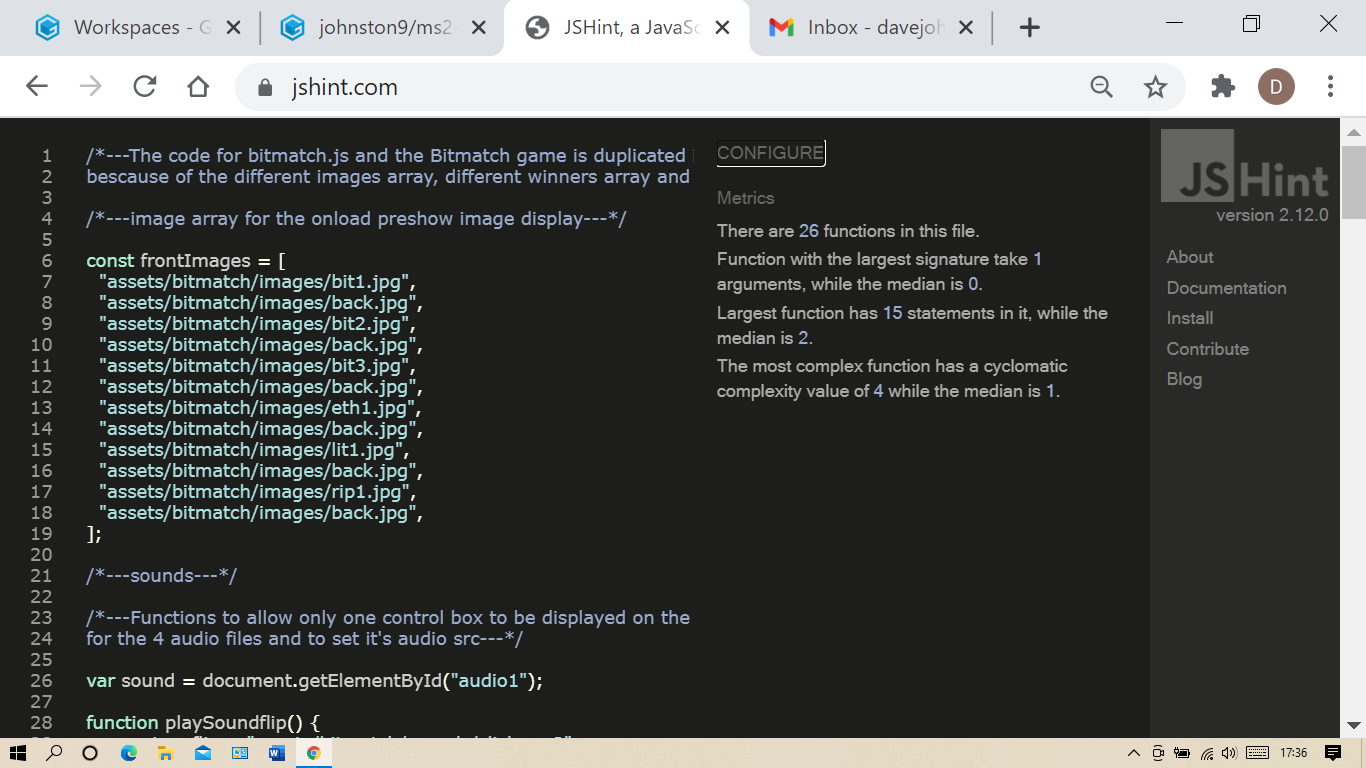 Workspaces - G
johnston9/ms2-
JSHint, a JavaSc
Inbox - davejoh
jshint.com
D
1 /*---The code for bitmatch.js and the Bitmatch game is duplicated
2 bescause of the different images array, different winners array and
3
4 /*---image array for the onload preshow image display---*/
5
6 const frontImages = [
7 "assets/bitmatch/images/bit1.jpg",
8 "assets/bitmatch/images/back.jpg",
9 "assets/bitmatch/images/bit2.jpg",
10 "assets/bitmatch/images/back.jpg",
11 "assets/bitmatch/images/bit3.jpg",
12 "assets/bitmatch/images/back.jpg",
13 "assets/bitmatch/images/eth1.jpg",
14 "assets/bitmatch/images/back.jpg",
15 "assets/bitmatch/images/lit1.jpg",
16 "assets/bitmatch/images/back.jpg",
17 "assets/bitmatch/images/rip1.jpg",
18 "assets/bitmatch/images/back.jpg",
19 ];
20
21 /*---sounds---*/
22
23 /*---Functions to allow only one control box to be displayed on the
24 for the 4 audio files and to set it's audio src---*/
25
26 var sound = document.getElementById("audio1");
27
28 function playSoundflip() {
CONFIGURE
Metrics
There are 26 functions in this file.
Function with the largest signature take 1
arguments, while the median is 0.
Largest function has 15 statements in it, while the
median is 2.
The most complex function has a cyclomatic
complexity value of 4 while the median is 1.
JSHint
version 2.12.0
About
Documentation
Install
Contribute
Blog
17:36